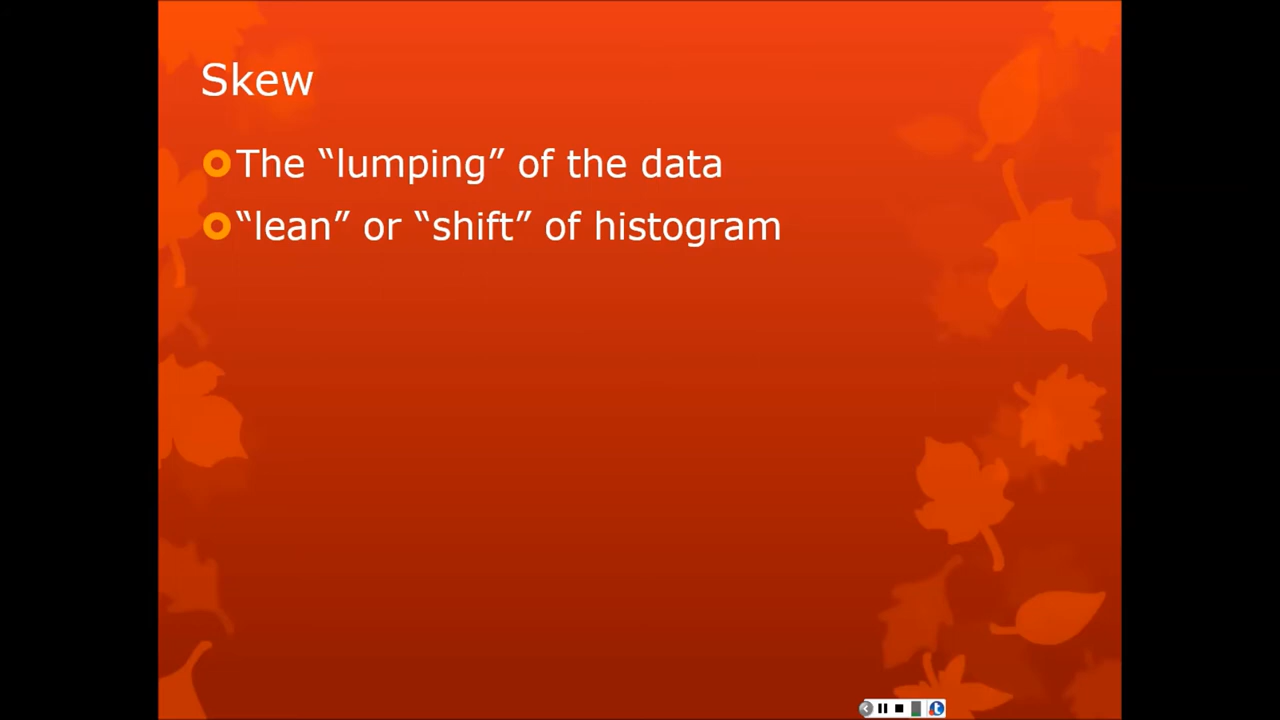 Skew
The “lumping” of the data
“lean” or “shift” of histogram